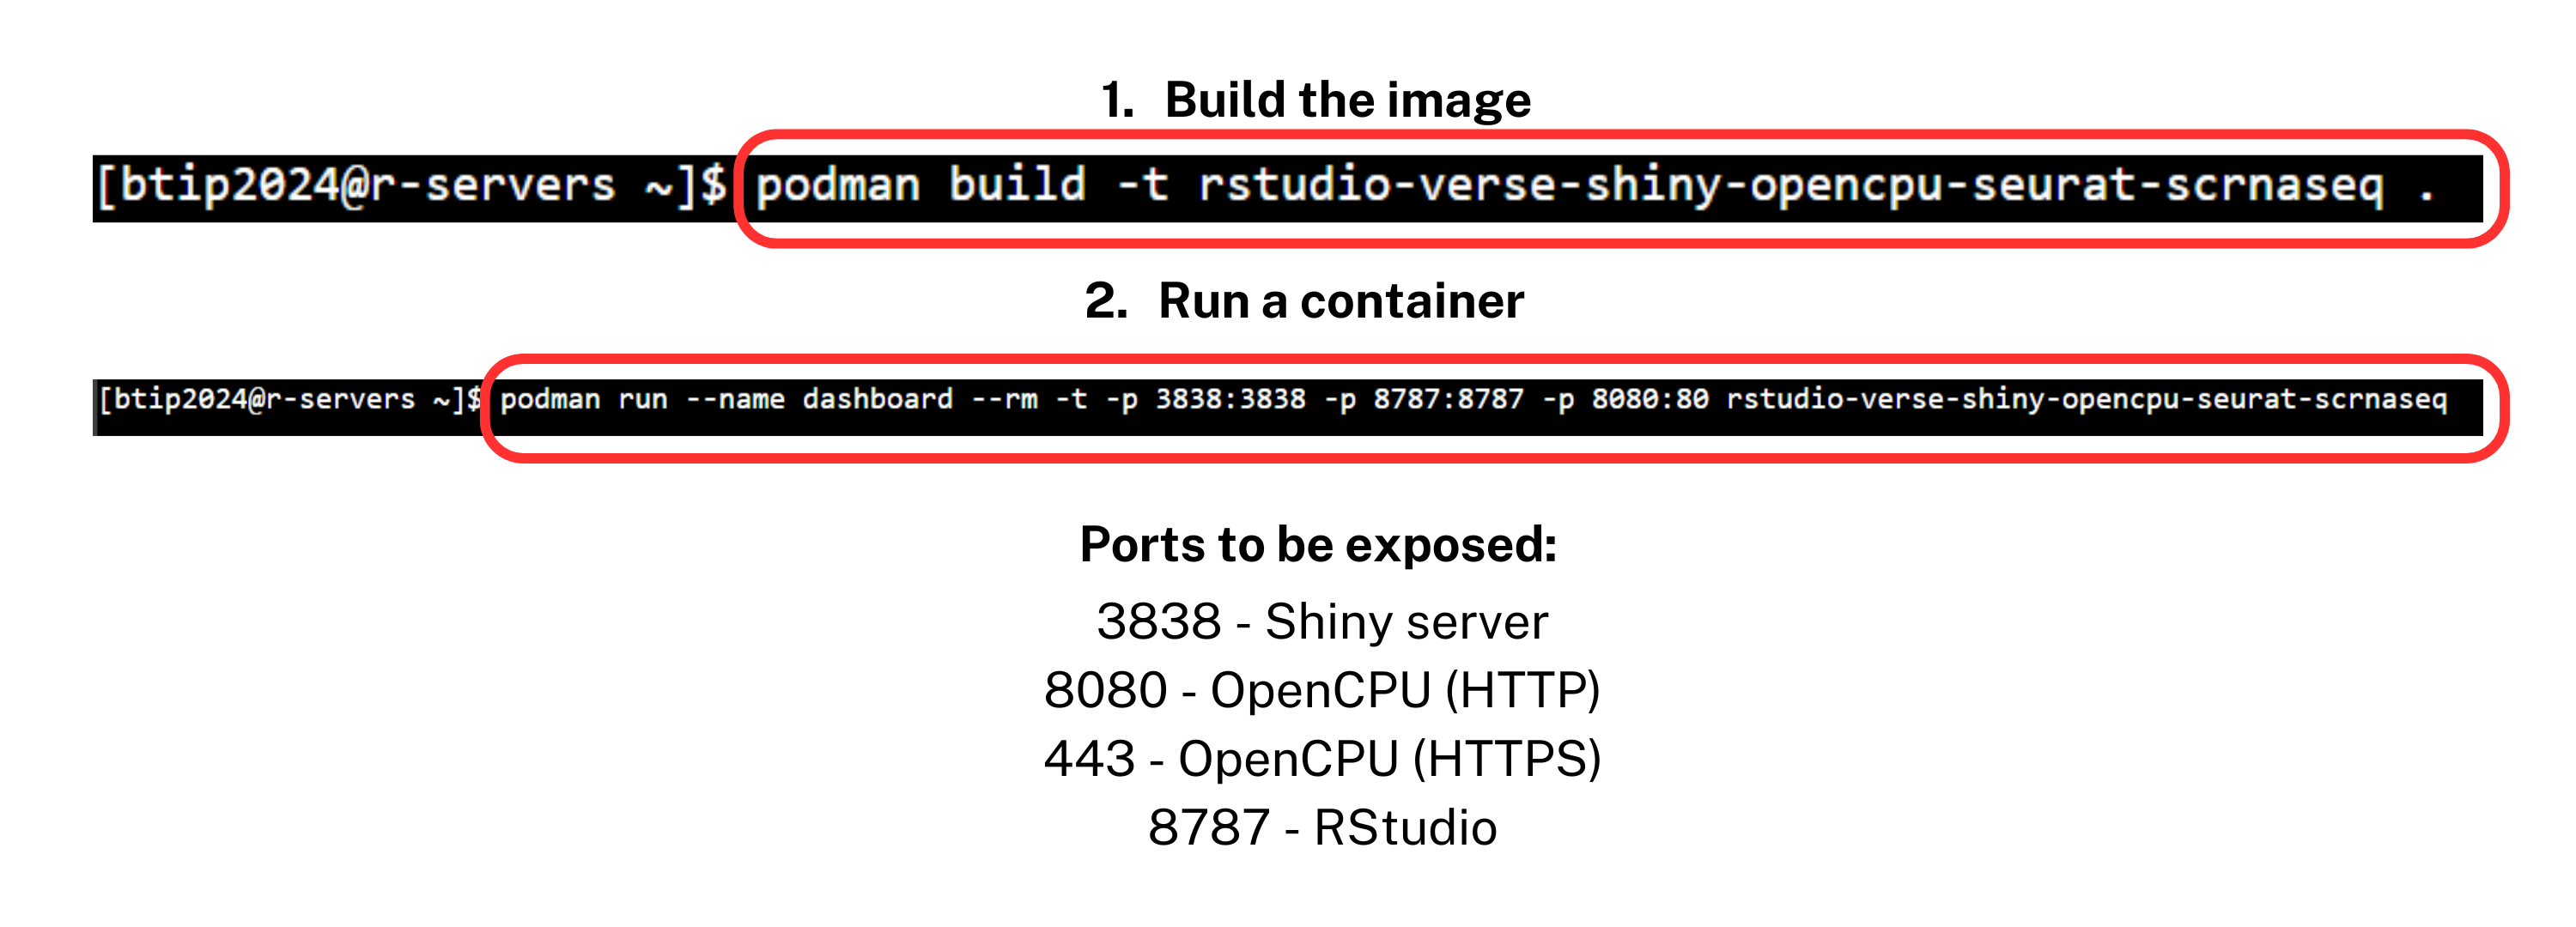 1. Build the image
[btip2024@r-servers ~]$ podman build -t rstudio-verse-shiny-opencpu-seurat-scrnaseq .
2. Run a container
[btip2024@r-servers ~]$ podman run --name dashboard --rm -t -p 3838:3838 -p 8787:8787 -p 8080:80 rstudio-verse-shiny-opencpu-seurat-scrnaseq
Ports to be exposed:
3838 - Shiny server
8080 - OpenCPU (HTTP)
443 - OpenCPU (HTTPS)
8787 - RStudio